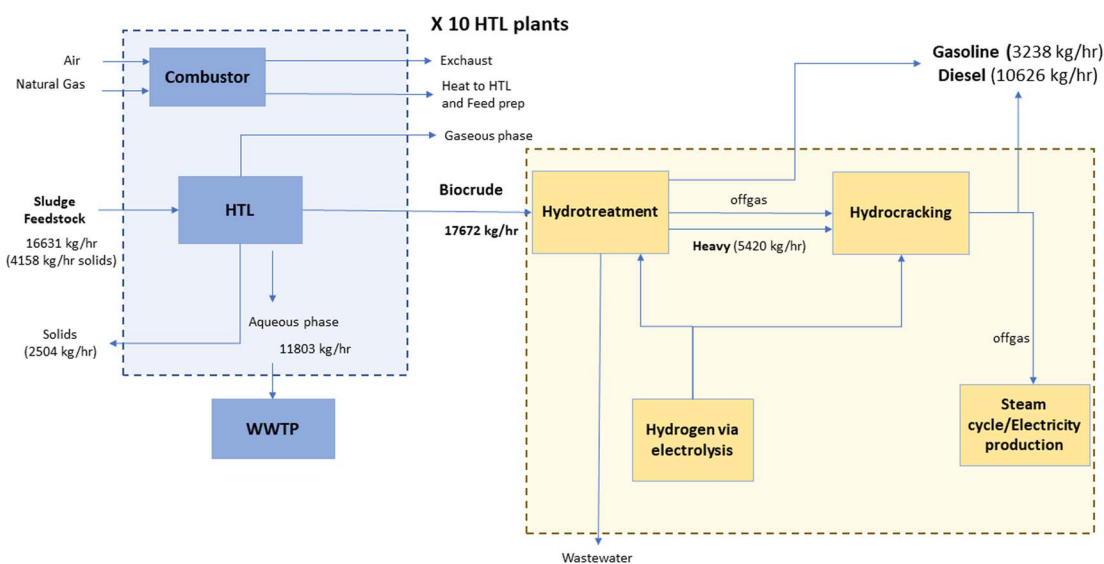 X 10 HTL plants
Air
Natural Gas
Combustor
Exhaust
Heat to HTL
and Feed prep
Gaseous phase
Gasoline (3238 kg/hr)
Diesel (10626 kg/hr)
Sludge
Feedstock
16631 kg/hr
(4158 kg/hr solids)
HTL
Biocrude
17672 kg/hr
Hydrotreatment
offgas
Heavy (5420 kg/hr)
Hydrocracking
Solids
(2504 kg/hr)
Aqueous phase
11803 kg/hr
WWTP
offgas
Hydrogen via
electrolysis
Steam
cycle/Electricity
production
Wastewater